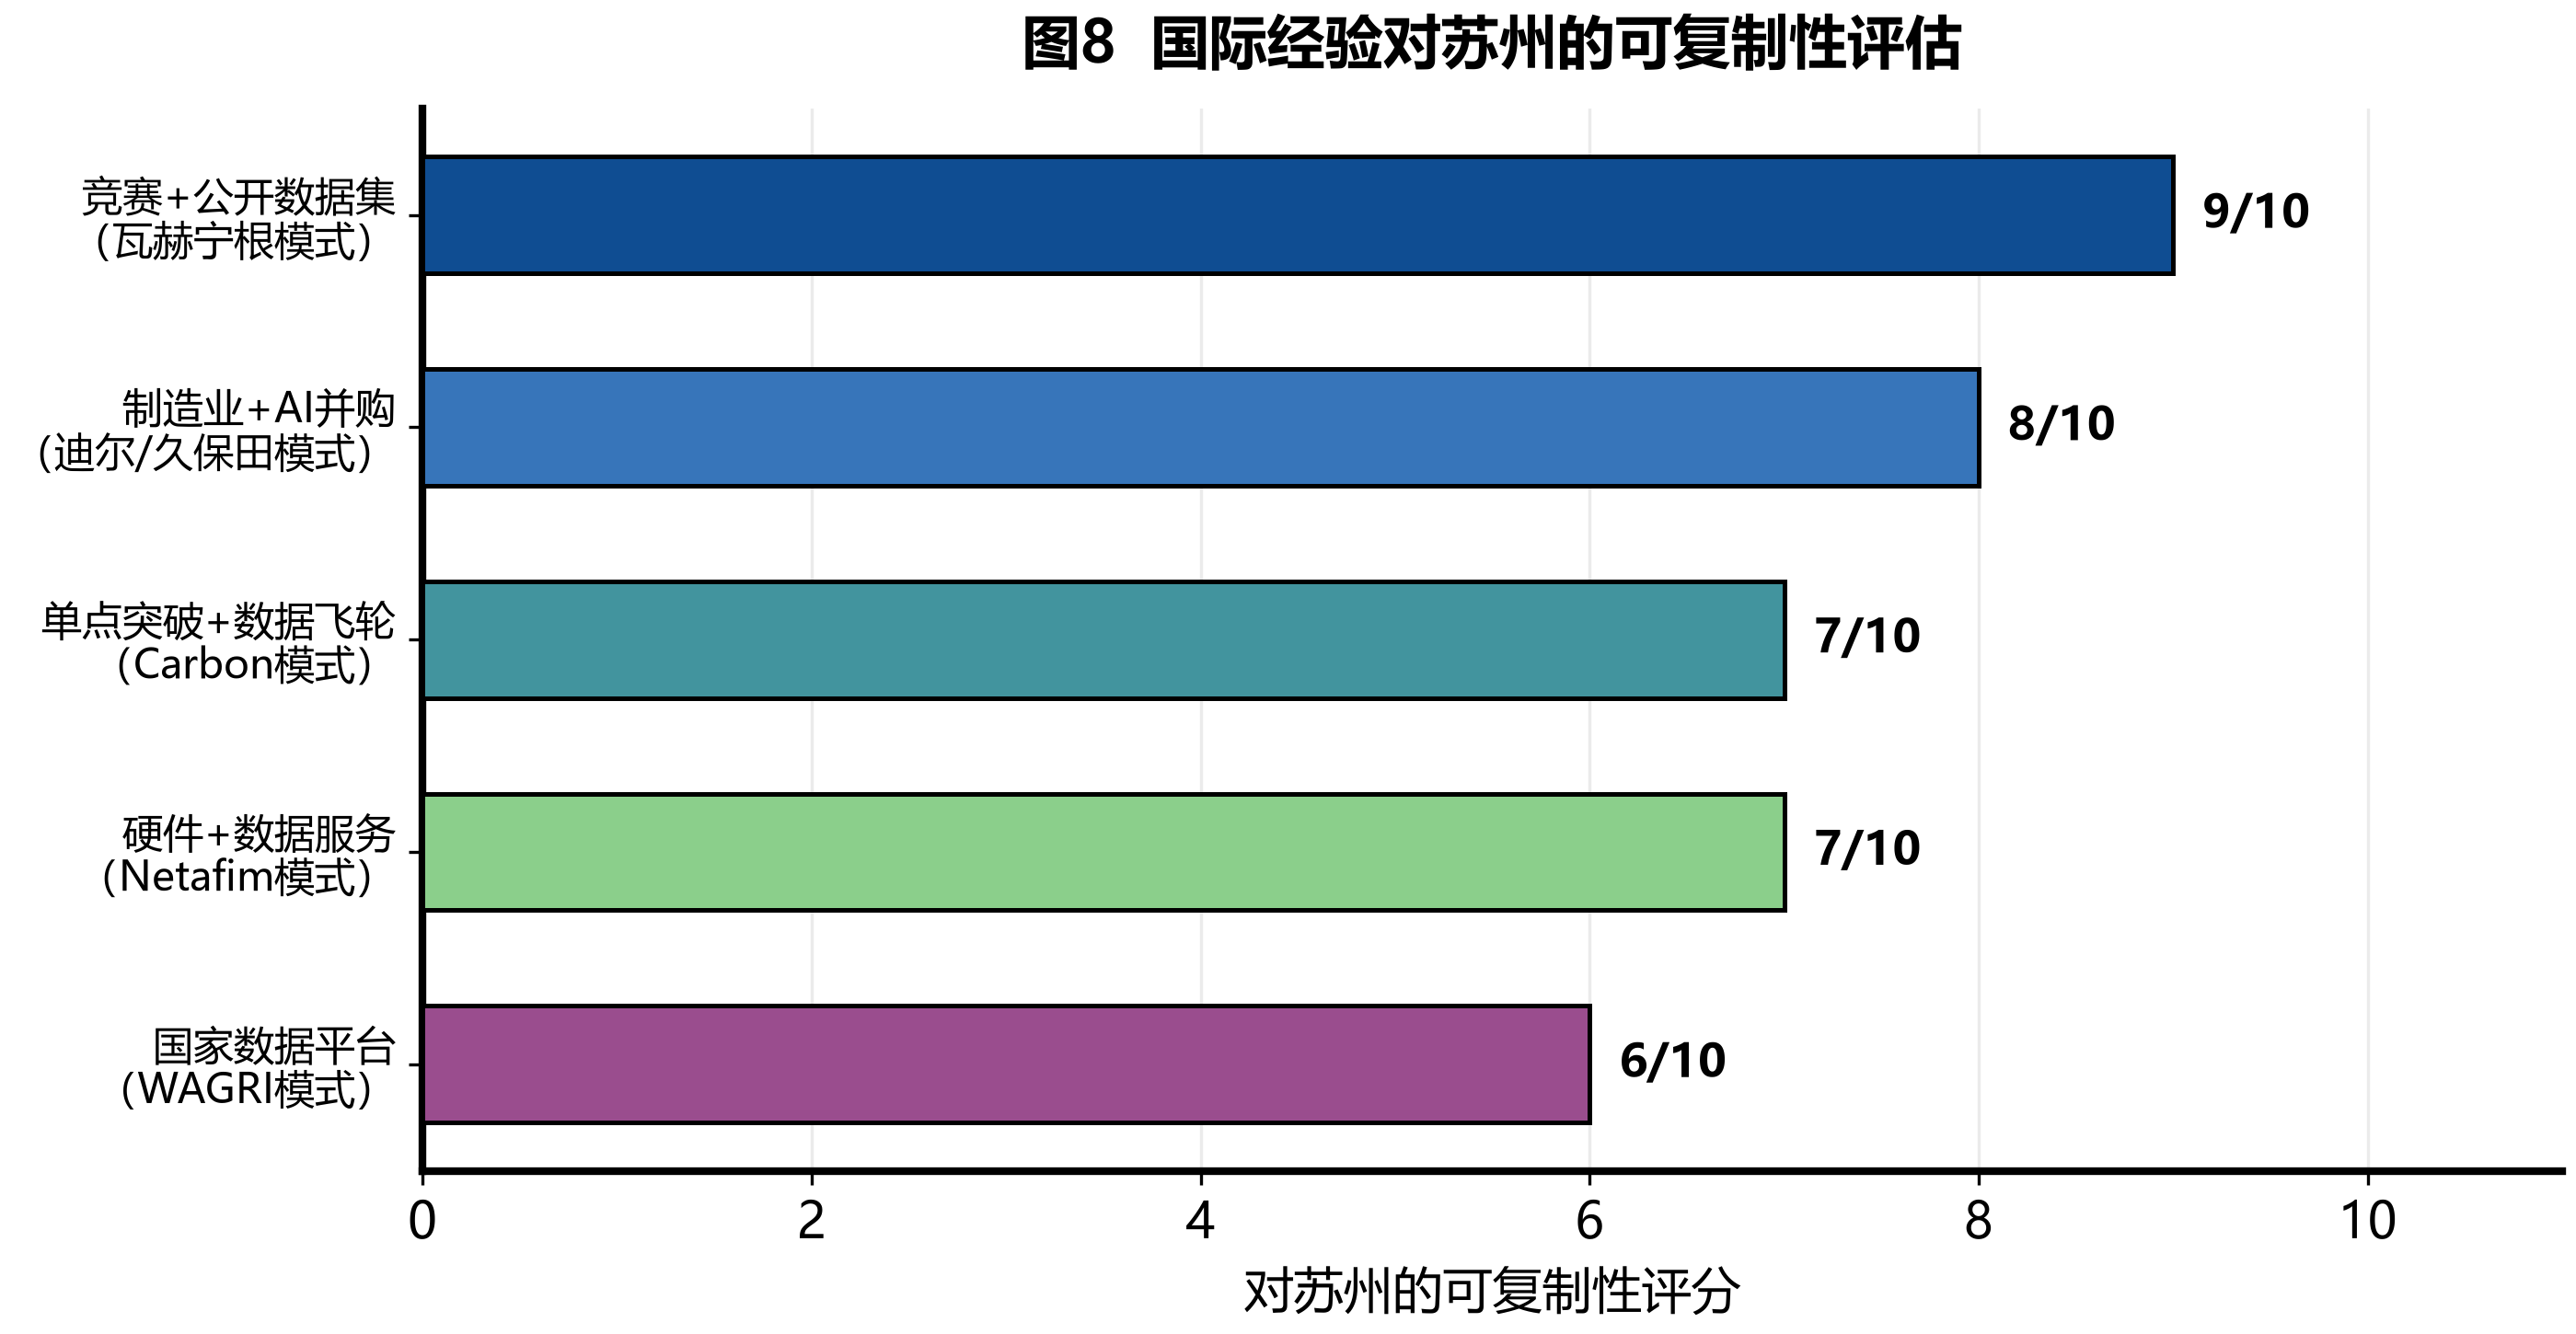 图8 国际经验对苏州的可复制性评估
竞赛+公开数据集
（瓦赫宁根模式）
9/10
制造业+AI并购
（迪尔/久保田模式）
8/10
单点突破+数据飞轮
（Carbon模式）
7/10
硬件+数据服务
（Netafim模式）
7/10
国家数据平台
（WAGRI模式）
6/10
0 2 4 6 8 10
对苏州的可复制性评分